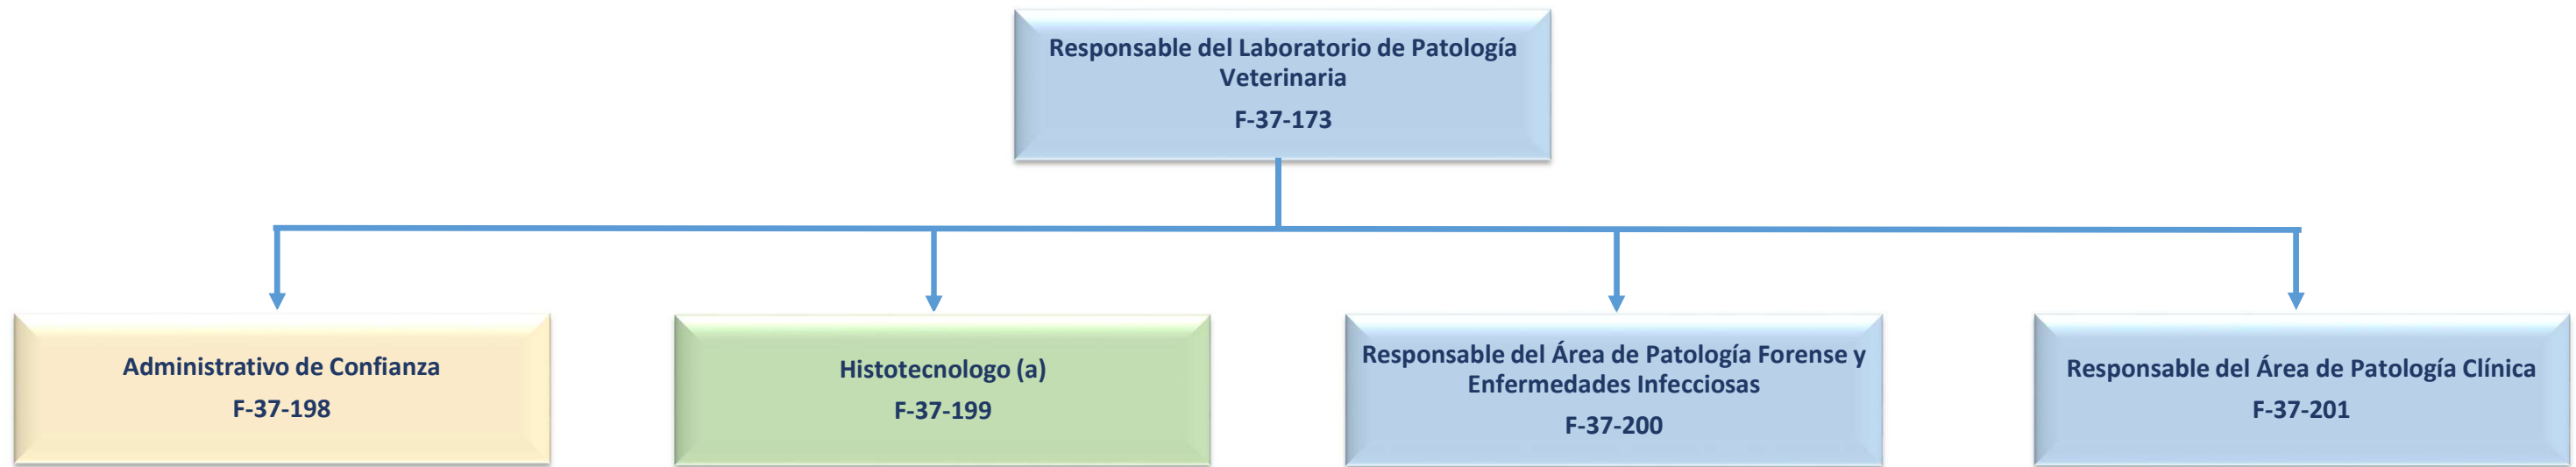 Responsable del Laboratorio de Patología
Veterinaria
F-37-173
Administrativo de Confianza
F-37-198
Histotecnologo (a)
F-37-199
Responsable del Área de Patología Forense y
Enfermedades Infecciosas
F-37-200
Responsable del Área de Patología Clínica
F-37-201